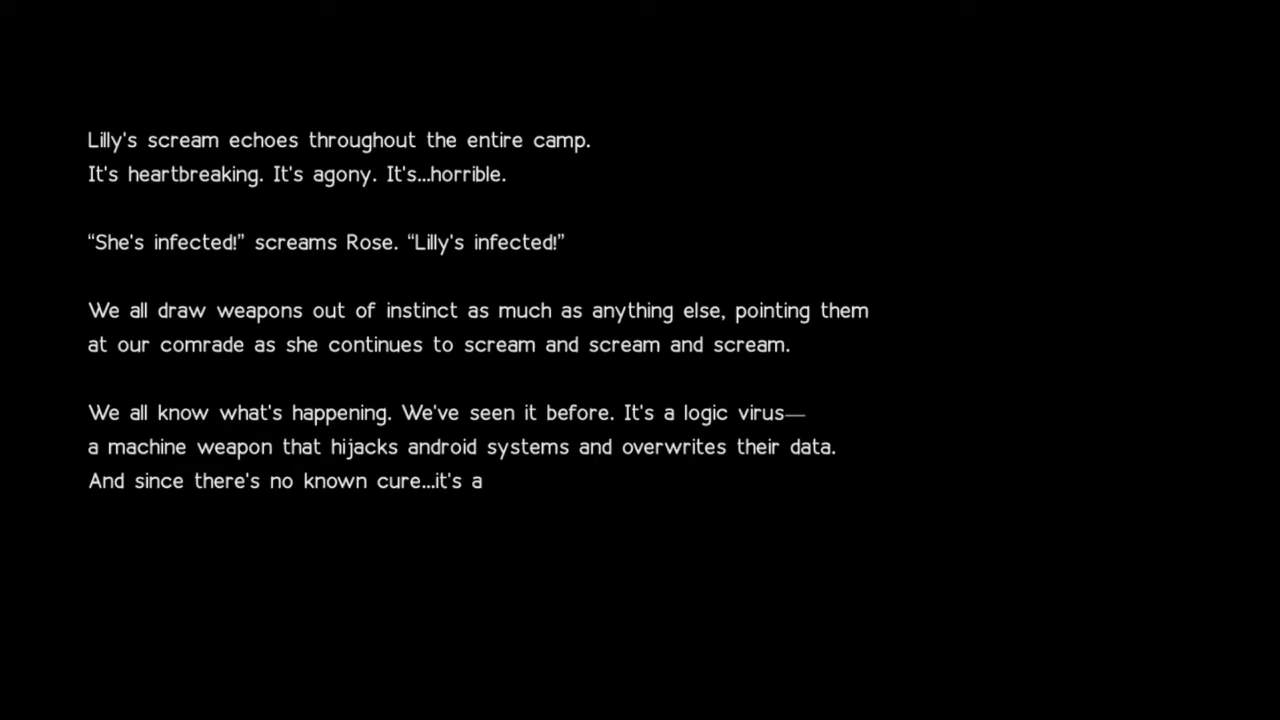 Lilly's scream echoes throughout the entire camp.
It's heartbreaking. It's agony. It's...horrible.
“She's infected!” screams Rose. “Lilly's infected!”
We all draw weapons out of instinct as much as anything else, pointing them
at our comrade as she continues to scream and scream and scream.
We all know what's happening. We've seen it before. It's a logic virus—
a machine weapon that hijacks android systems and overwrites their data.
And since there's no known cure...it's a